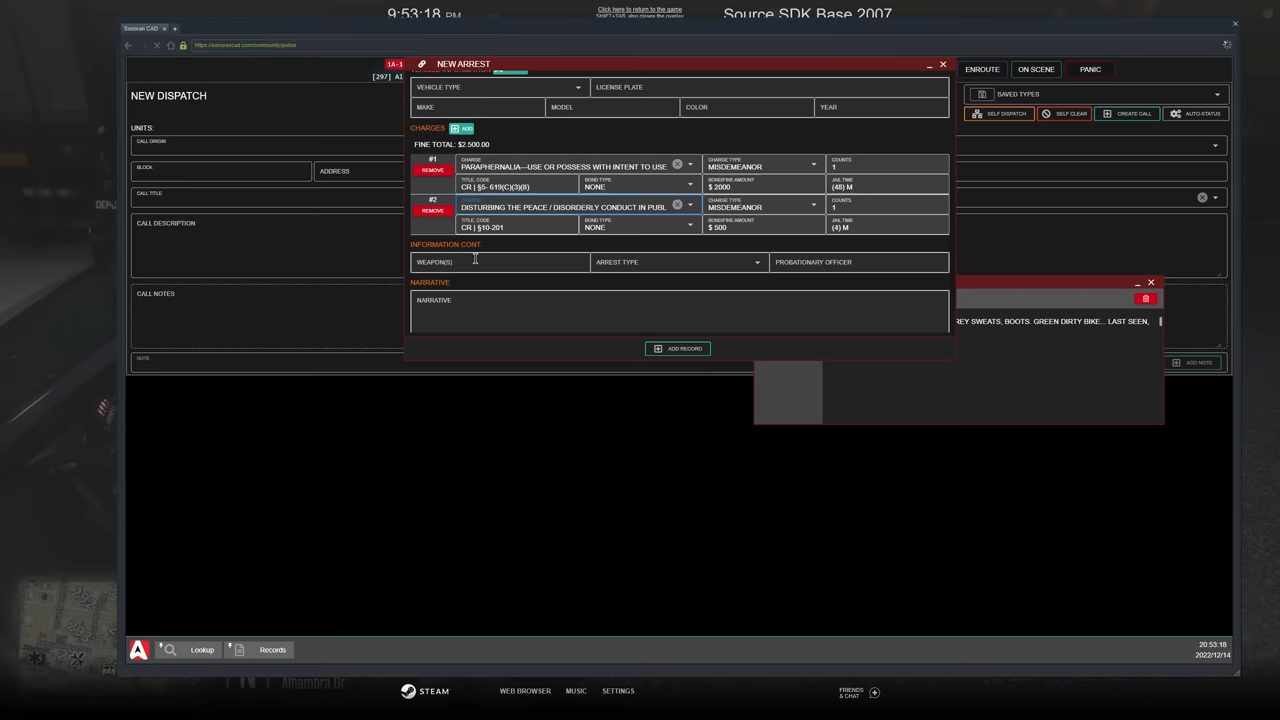 9:53:18 PM
Click here to return to the game
SHIFT+TAB also closes the overlay
Source SDK Base 2007
Sonoran CAD
https://sonorancad.com/community/police
1A-1
[297] Al
NEW ARREST
ENROUTE
ON SCENE
PANIC
NEW DISPATCH
SAVED TYPES
SELF DISPATCH
SELF CLEAR
CREATE CALL
AUTO-STATUS
UNITS:
CALL ORIGIN
BLOCK
ADDRESS
CALL TITLE
CALL DESCRIPTION
CALL NOTES
NOTE
ADD NOTE
VEHICLE INFORMATION
VEHICLE TYPE
LICENSE PLATE
MAKE
MODEL
COLOR
YEAR
CHARGES
ADD
FINE TOTAL: $2,500.00
#1
REMOVE
CHARGE
PARAPHERNALIA—USE OR POSSESS WITH INTENT TO USE
CHARGE TYPE
MISDEMEANOR
COUNTS
1
TITLE, CODE
CR | §5- 619(C)(3)(II)
BOND TYPE
NONE
BOND/FINE AMOUNT
$ 2000
JAIL TIME
(48) M
#2
REMOVE
CHARGE
DISTURBING THE PEACE / DISORDERLY CONDUCT IN PUBL
CHARGE TYPE
MISDEMEANOR
COUNTS
1
TITLE, CODE
CR | §10-201
BOND TYPE
NONE
BOND/FINE AMOUNT
$ 500
JAIL TIME
(4) M
INFORMATION CONT.
WEAPON(S)
ARREST TYPE
PROBATIONARY OFFICER
NARRATIVE
NARRATIVE
ADD RECORD
REY SWEATS, BOOTS. GREEN DIRTY BIKE... LAST SEEN,
Lookup
Records
20:53:18
2022/12/14
Alhambra Dr
STEAM
WEB BROWSER
MUSIC
SETTINGS
FRIENDS
& CHAT